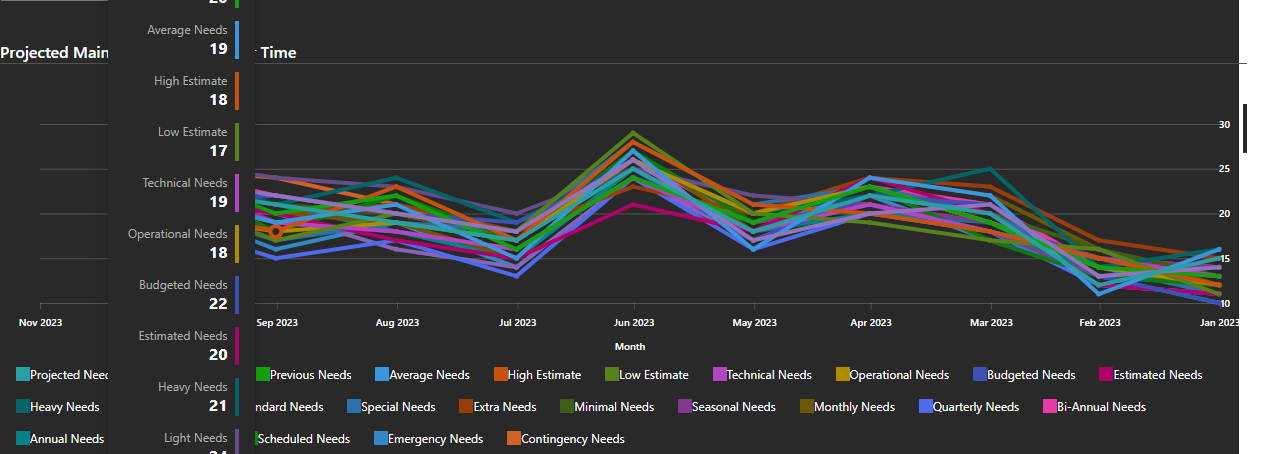 Average Needs
19
Projected Main
Time
High Estimate
18
Low Estimate
17
Technical Needs
19
Operational Needs
18
Budgeted Needs
22
Estimated Needs
20
Heavy Needs
21
Light Needs
30
25
20
15
10
Nov 2023 Sep 2023 Aug 2023 Jul 2023 Jun 2023 May 2023 Apr 2023 Mar 2023 Feb 2023 Jan 2023
Month
Projected Need Previous Needs Average Needs High Estimate Low Estimate Technical Needs Operational Needs Budgeted Needs Estimated Needs
Heavy Needs ndard Needs Special Needs Extra Needs Minimal Needs Seasonal Needs Monthly Needs Quarterly Needs Bi-Annual Needs
Annual Needs Scheduled Needs Emergency Needs Contingency Needs